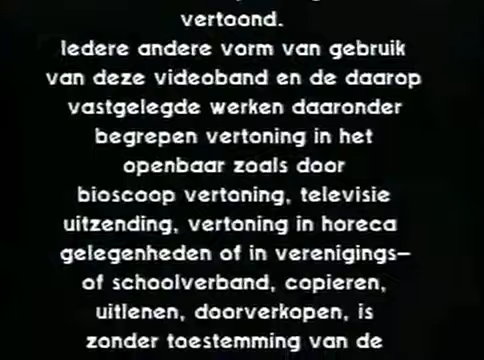 vertoond.
Iedere andere vorm van gebruik
van deze videoband en de daarop
vastgelegde werken daaronder
begrepen vertoning in het
openbaar zoals door
bioscoop vertoning, televisie
uitzending, vertoning in horeca
gelegenheden of in verenigings-
of schoolverband, copieren,
uitlenen, doorverkopen, is
zonder toestemming van de